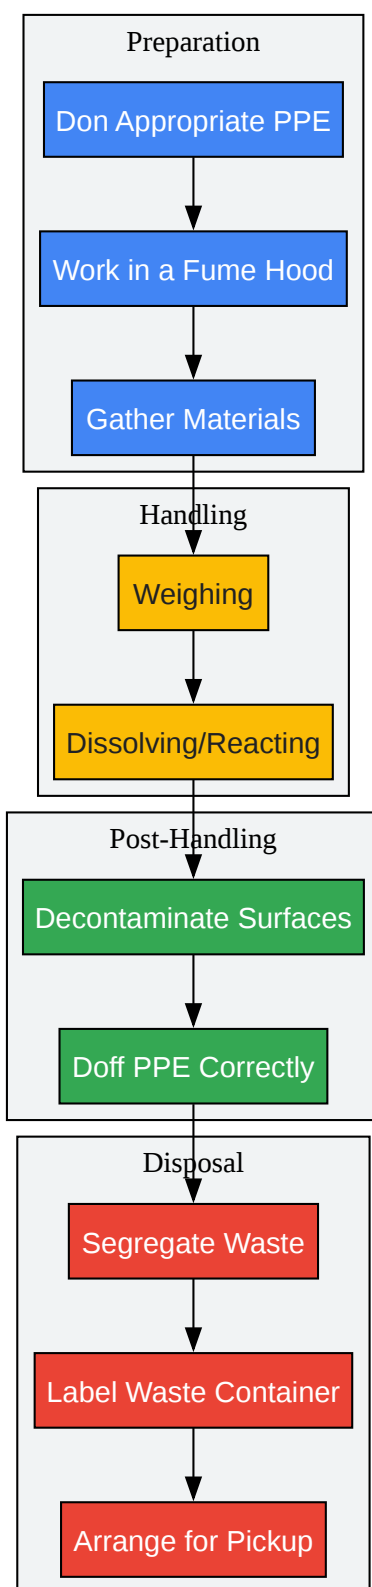 Preparation
Don Appropriate PPE
Work in a Fume Hood
Gather Materials
Handling
Weighing
Dissolving/Reacting
Post-Handling
Decontaminate Surfaces
Doff PPE Correctly
Disposal
Segregate Waste
Label Waste Container
Arrange for Pickup